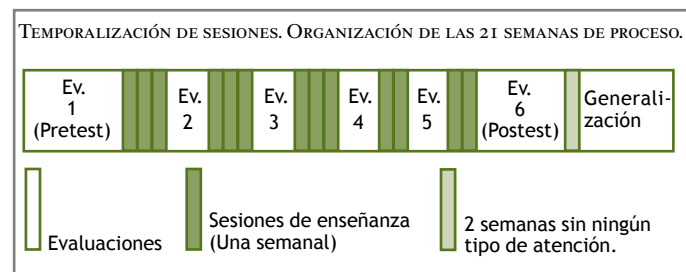 TEMPORALIZACIÓN DE SESIONES. ORGANIZACIÓN DE LAS 21 SEMANAS DE PROCESO.
Ev.
1
(Pretest)
Ev.
2
Ev.
3
Ev.
4
Ev.
5
Ev.
6
(Postest)
Generali-
zación
Evaluaciones
Sesiones de enseñanza
(Una semanal)
2 semanas sin ningún
tipo de atención.